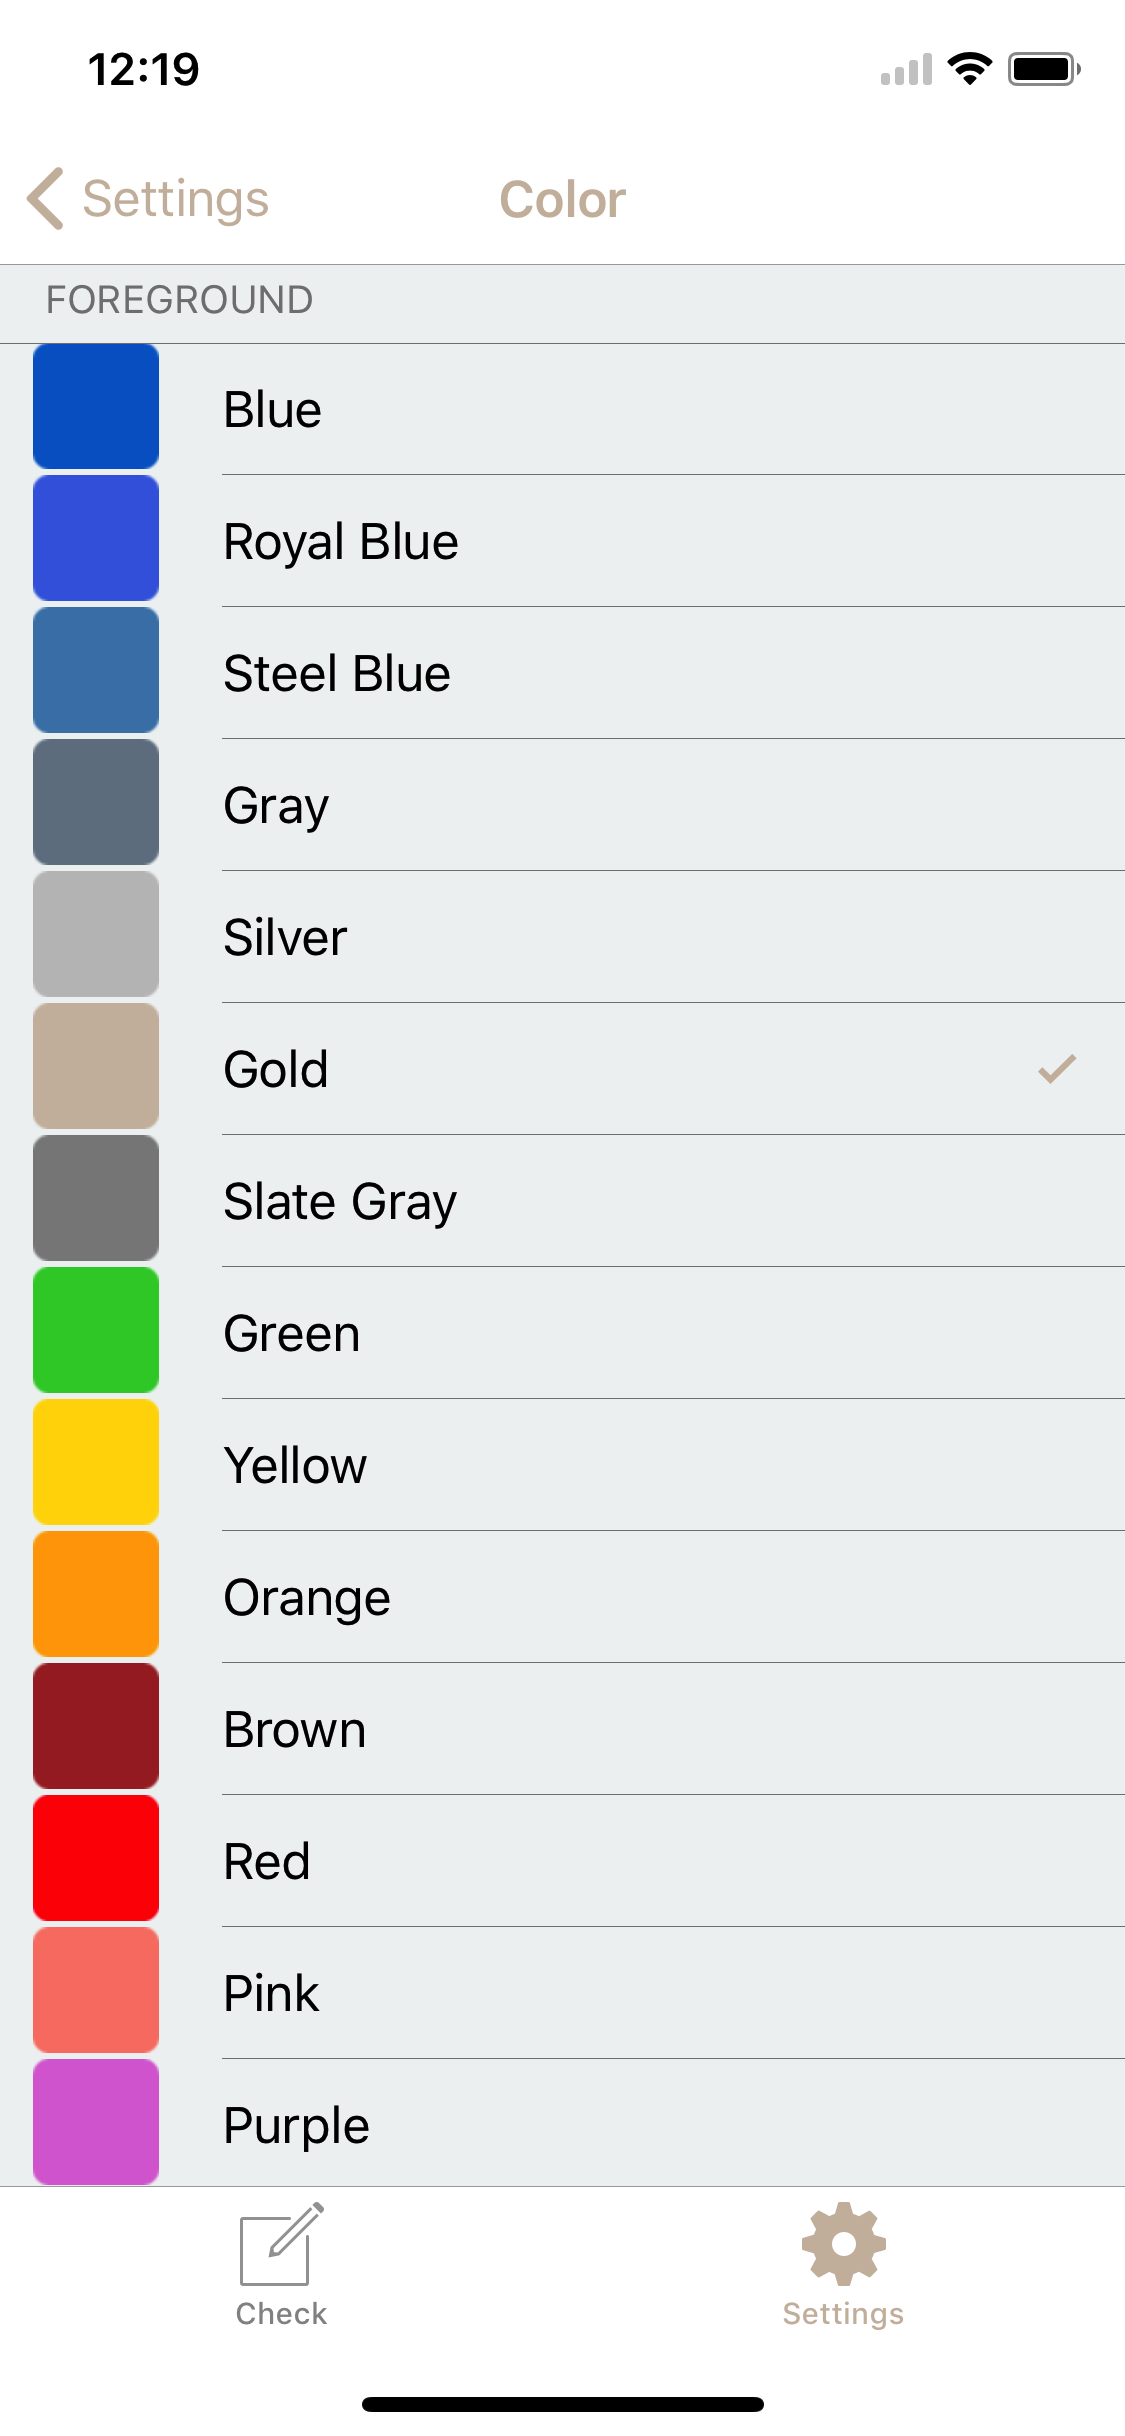 12:19
Settings
Color
FOREGROUND
Blue
Royal Blue
Steel Blue
Gray
Silver
Gold
Slate Gray
Green
Yellow
Orange
Brown
Red
Pink
Purple
Check
Settings